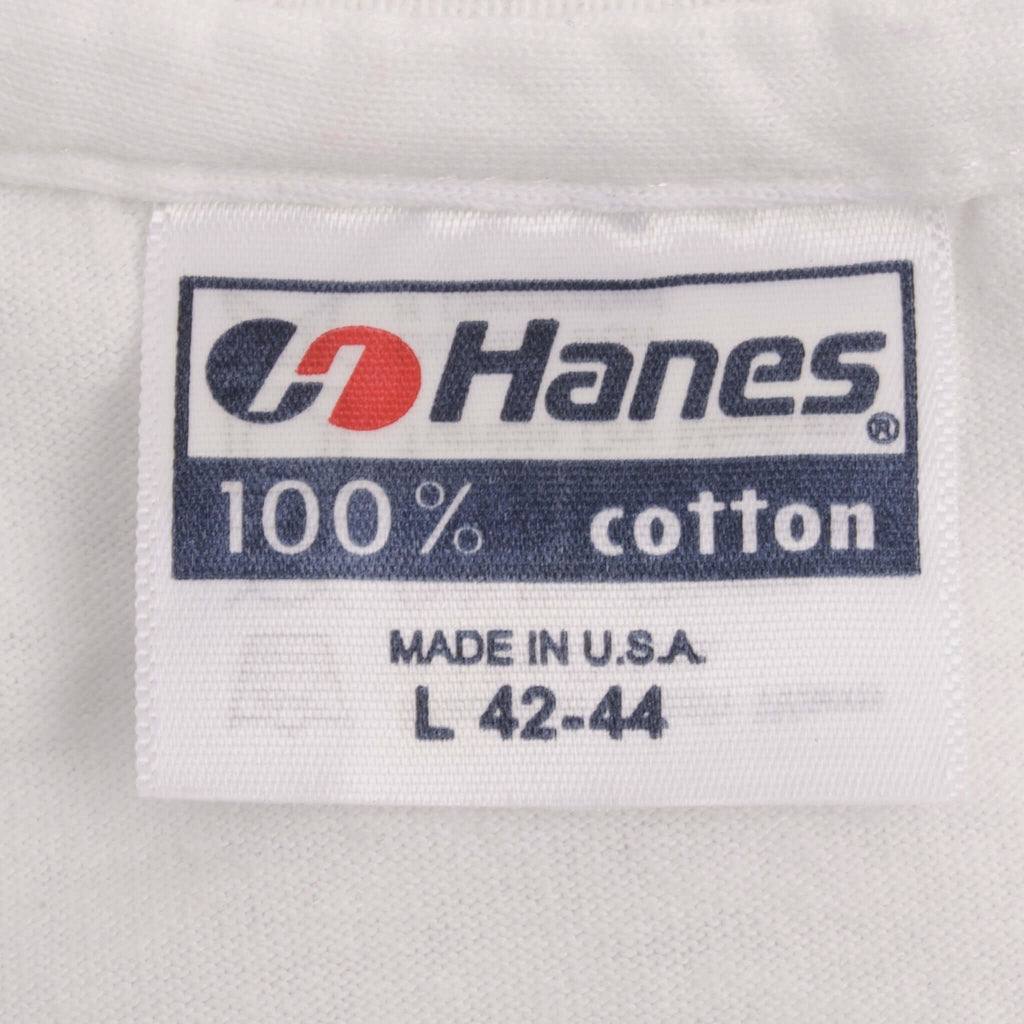 Hanes®
100% cotton
MADE IN U.S.A.
L 42-44